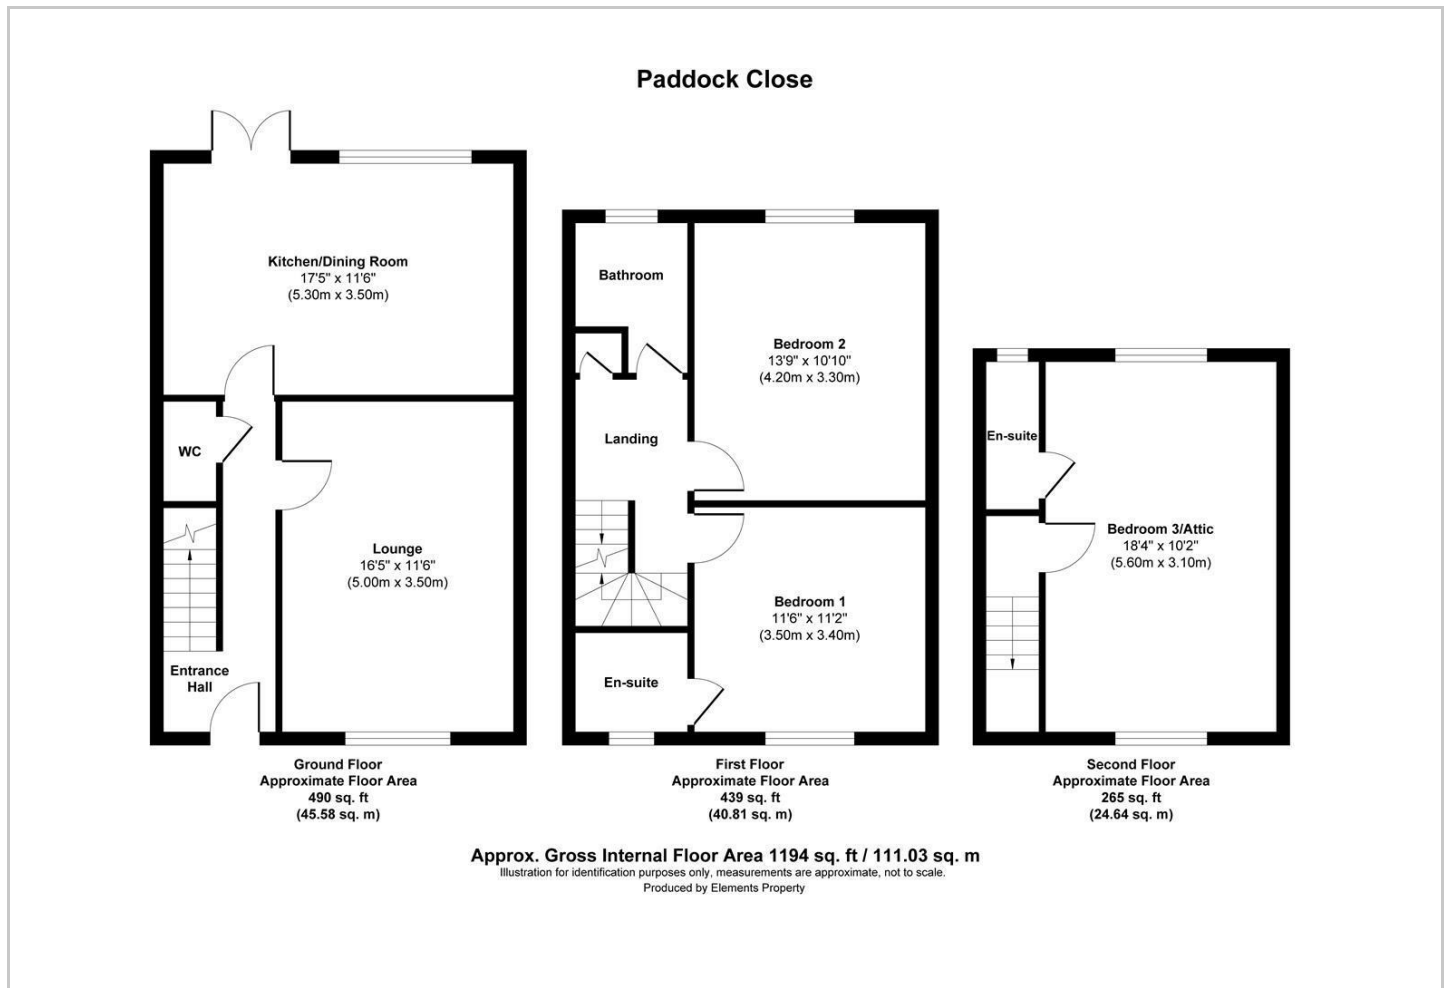 Paddock Close
Kitchen/Dining Room
17'5" x 11'6"
(5.30m x 3.50m)
WC
Lounge
16'5" x 11'6"
(5.00m x 3.50m)
Entrance
Hall
Ground Floor
Approximate Floor Area
490 sq. ft
(45.58 sq. m)
Bathroom
Bedroom 2
13'9" x 10'10"
(4.20m x 3.30m)
Landing
Bedroom 1
11'6" x 11'2"
(3.50m x 3.40m)
En-suite
First Floor
Approximate Floor Area
439 sq. ft
(40.81 sq. m)
En-suite
Bedroom 3/Attic
18'4" x 10'2"
(5.60m x 3.10m)
Second Floor
Approximate Floor Area
265 sq. ft
(24.64 sq. m)
Approx. Gross Internal Floor Area 1194 sq. ft / 111.03 sq. m
Illustration for identification purposes only, measurements are approximate, not to scale.
Produced by Elements Property